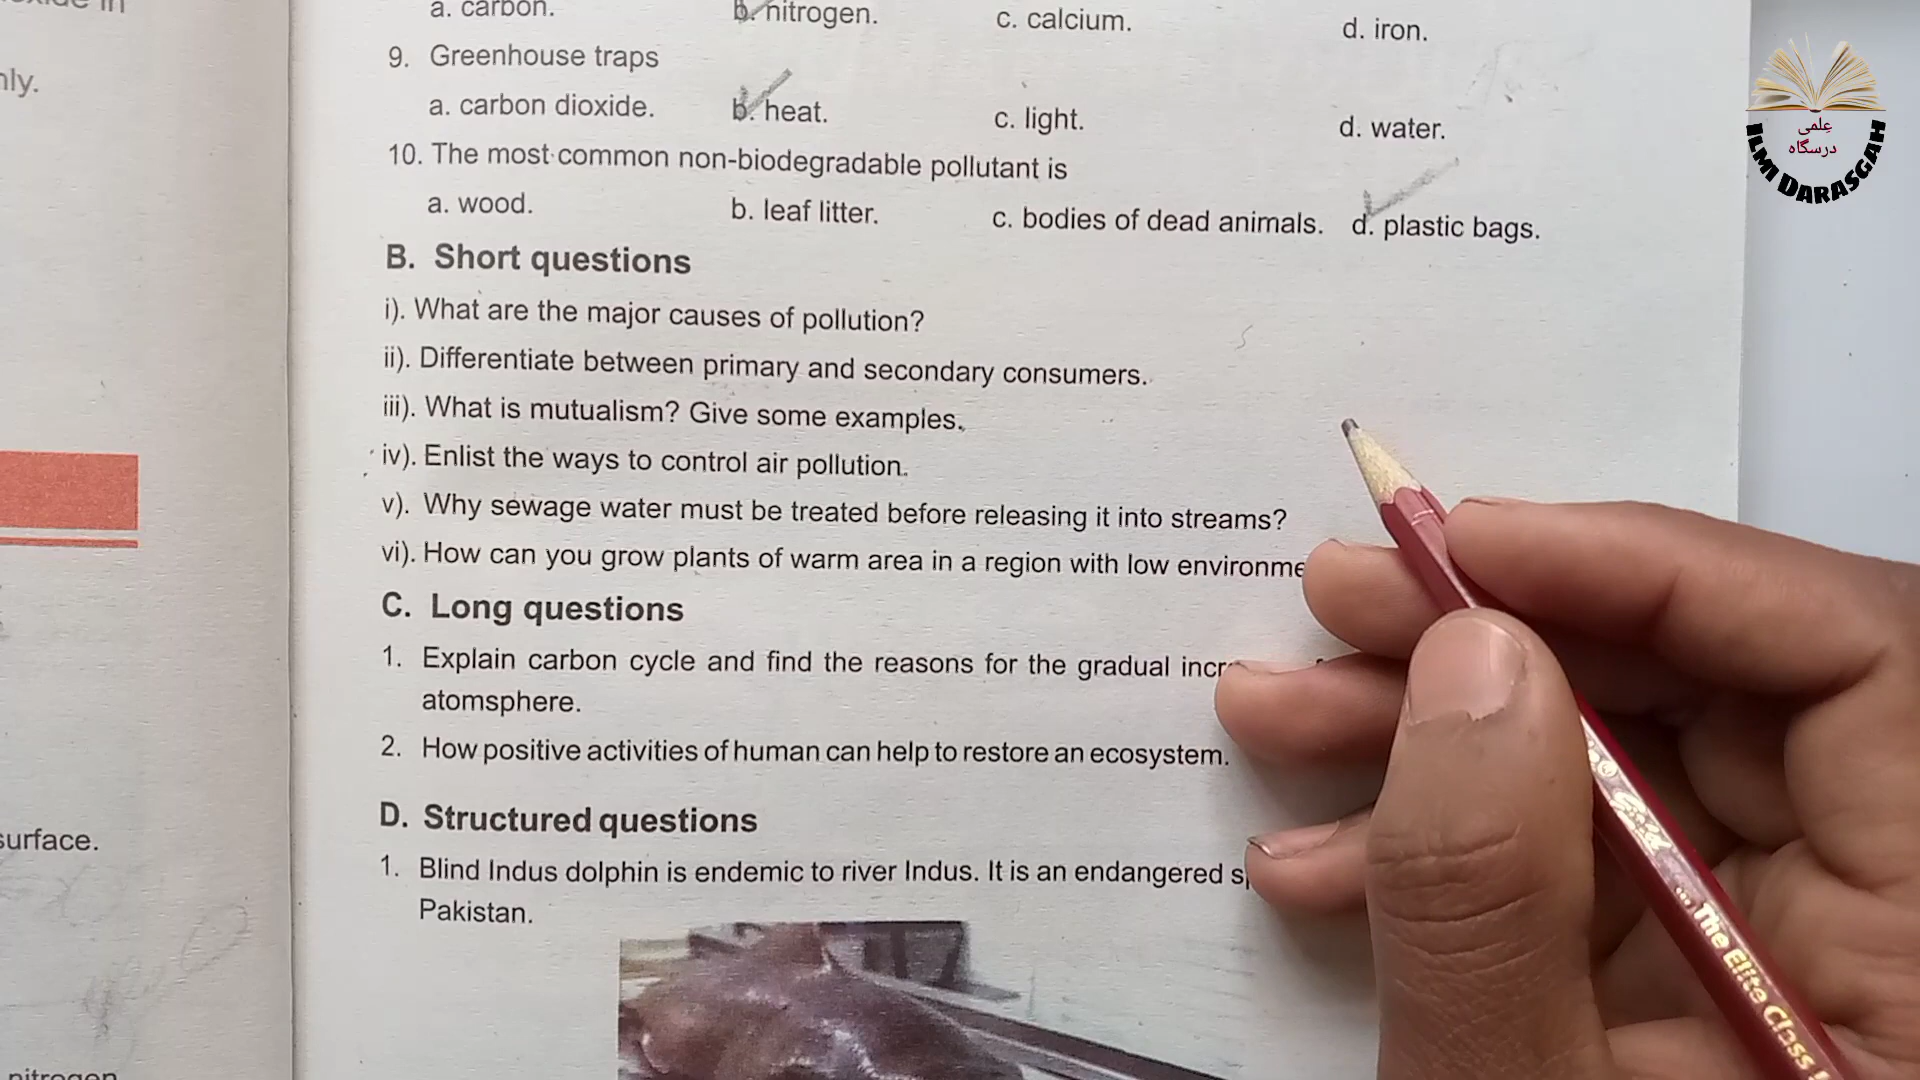 nly.
surface.
nitrogen
a. carbon. b. nitrogen. c. calcium. d. iron.
9. Greenhouse traps
a. carbon dioxide. b. heat. c. light. d. water.
10. The most common non-biodegradable pollutant is
a. wood. b. leaf litter. c. bodies of dead animals. d. plastic bags.
B. Short questions
i). What are the major causes of pollution?
ii). Differentiate between primary and secondary consumers.
iii). What is mutualism? Give some examples.
iv). Enlist the ways to control air pollution.
v). Why sewage water must be treated before releasing it into streams?
vi). How can you grow plants of warm area in a region with low environme
C. Long questions
1. Explain carbon cycle and find the reasons for the gradual incr
atomsphere.
2. How positive activities of human can help to restore an ecosystem.
D. Structured questions
1. Blind Indus dolphin is endemic to river Indus. It is an endangered
Pakistan.
علمی
درسگاہ
ILMI DARASGAH
Gold ...The Elite Class